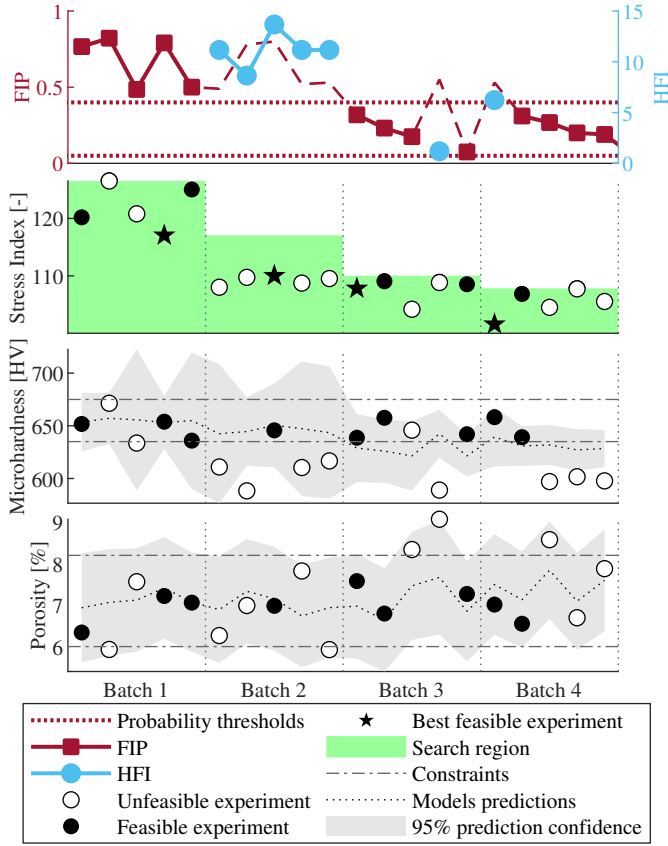 1
0.5
0
FIP
15
10
5
0
HFI
120
110
Stress Index [-]
700
650
600
Microhardness [HV]
9
8
7
6
Porosity [%]
Batch 1 Batch 2 Batch 3 Batch 4
Probability thresholds
FIP
HFI
Unfeasible experiment
Feasible experiment
Best feasible experiment
Search region
Constraints
Models predictions
95% prediction confidence